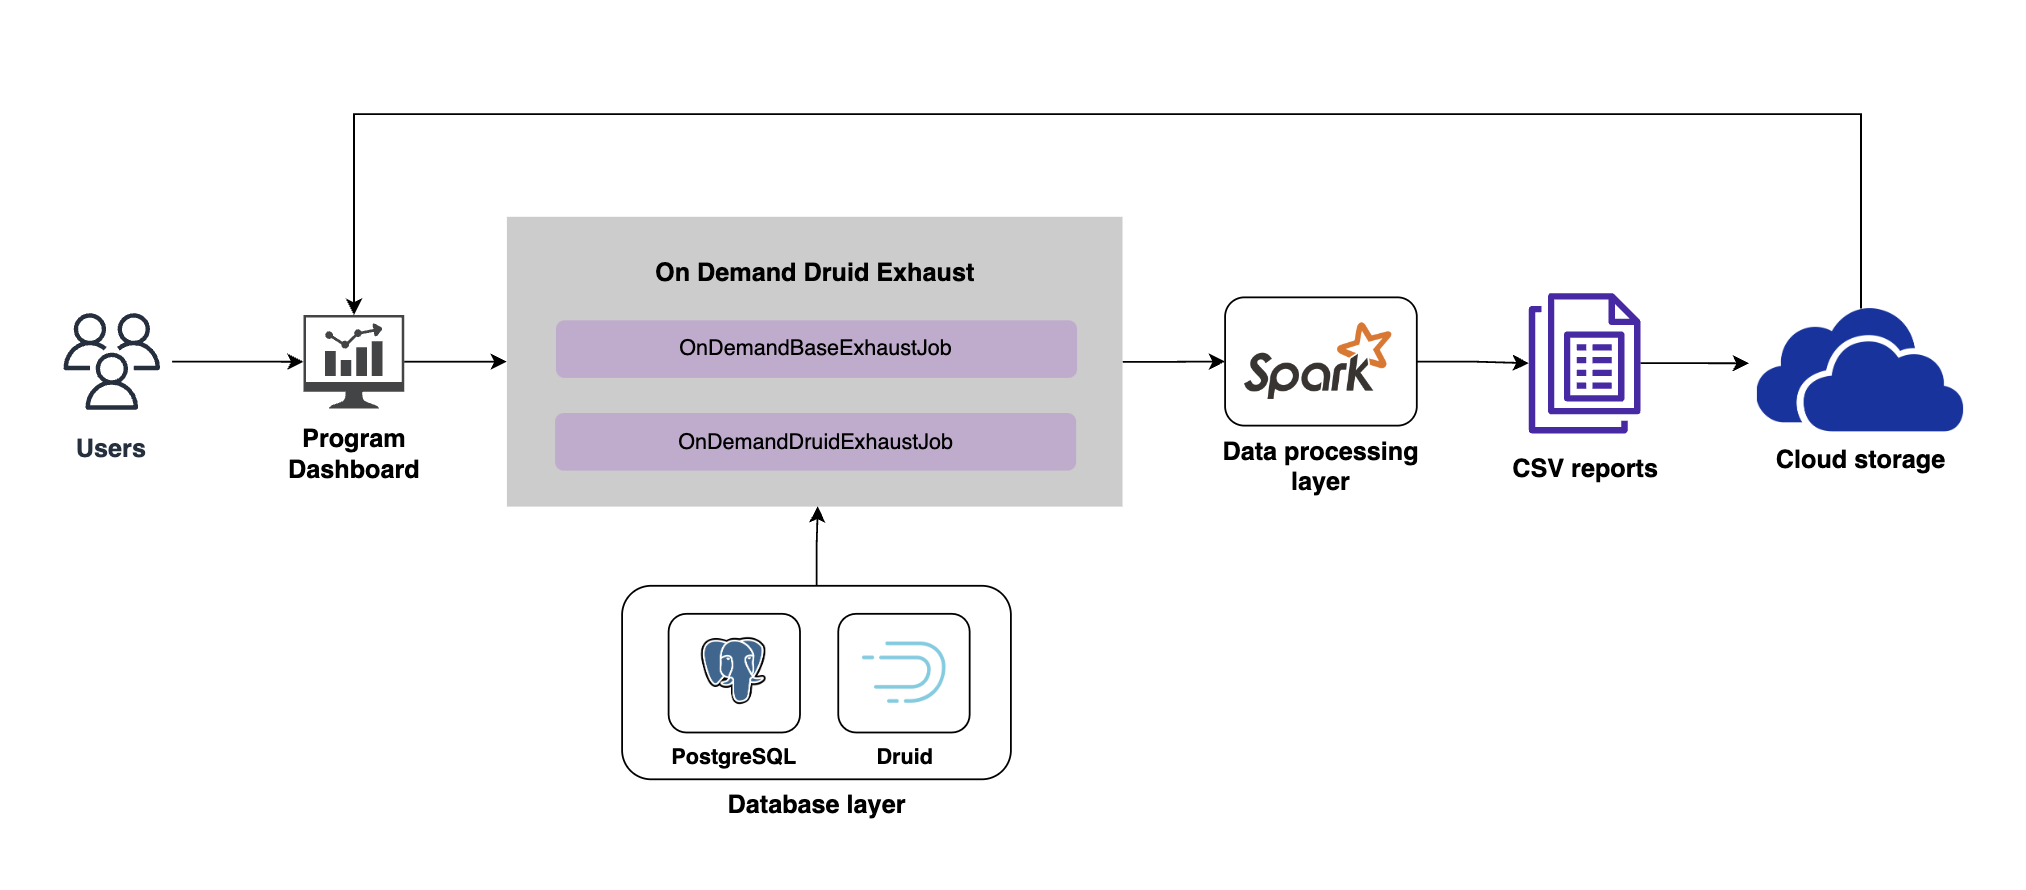 Users
Program
Dashboard
On Demand Druid Exhaust
OnDemandBaseExhaustJob
OnDemandDruidExhaustJob
Spark
Data processing
layer
CSV reports
Cloud storage
PostgreSQL
Druid
Database layer